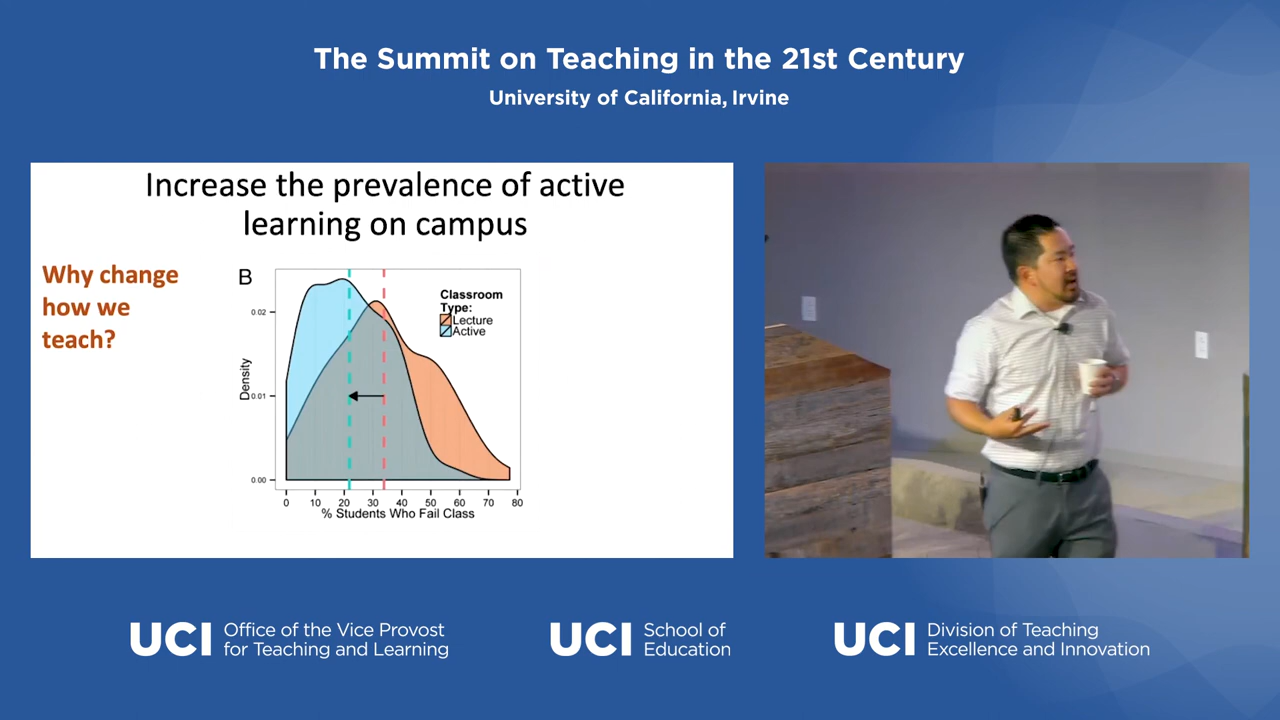 The Summit on Teaching in the 21st Century
University of California, Irvine
Increase the prevalence of active
learning on campus
Why change
how we
teach?
B
Classroom
Type:
Lecture
Active
Density
0.02
0.01
0.00
0 10 20 30 40 50 60 70 80
% Students Who Fail Class
UCI Office of the Vice Provost
for Teaching and Learning
UCI School of
Education
UCI Division of Teaching
Excellence and Innovation